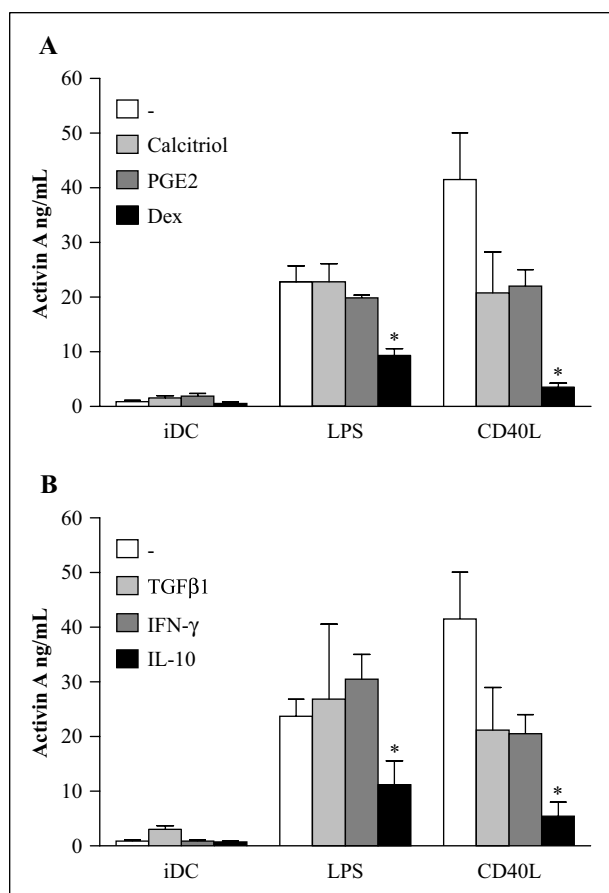 A
60
50
40
30
20
10
0
Activin A ng/mL
-
Calcitriol
PGE2
Dex
*
*
iDC LPS CD40L
B
60
50
40
30
20
10
0
Activin A ng/mL
-
TGFβ1
IFN-γ
IL-10
*
*
iDC LPS CD40L